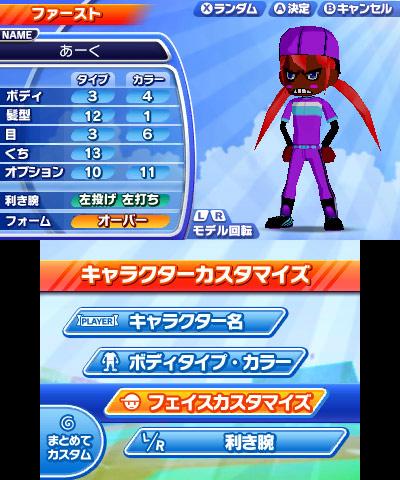 ファースト
Xランダム A決定 Bキャンセル
NAME
あーく
タイプ カラー
ボディ 3 4
髪型 12 1
目 3 6
くち 13
オプション 10 11
利き腕 左投げ 左打ち
フォーム オーバー
L R
モデル回転
キャラクターカスタマイズ
PLAYER キャラクター名
ボディタイプ・カラー
フェイスカスタマイズ
まとめて
カスタム
L/R 利き腕